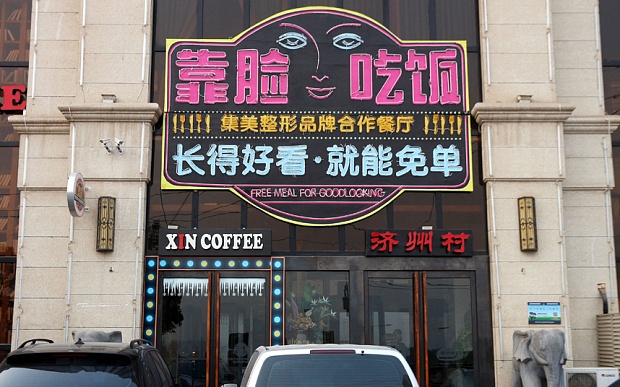 靠脸 吃饭
集美整形品牌合作餐厅
长得好看·就能免单
FREE MEAL FOR GOODLOOKING
XIN COFFEE
济州村
E